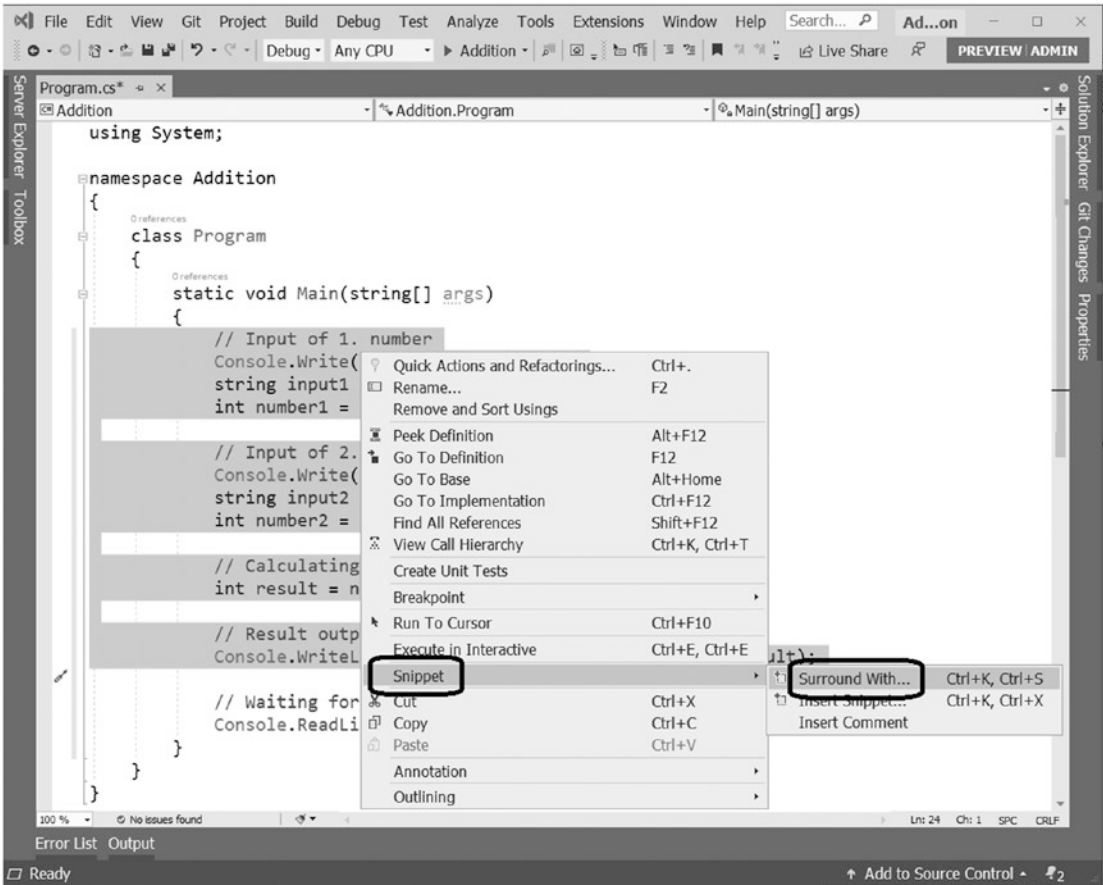 File Edit View Git Project Build Debug Test Analyze Tools Extensions Window Help Search... Ad...on
Debug Any CPU Addition Live Share PREVIEW ADMIN
Server Explorer Toolbox
Program.cs*
Addition Addition.Program Main(string[] args)
using System;
namespace Addition
{
0 references
class Program
{
0 references
static void Main(string[] args)
{
// Input of 1. number
Console.Write(
string input1
int number1 =
// Input of 2.
Console.Write(
string input2
int number2 =
// Calculating
int result = n
// Result outp
Console.WriteL ult);
// Waiting for
Console.ReadLi
}
}
}
Quick Actions and Refactorings... Ctrl+.
Rename... F2
Remove and Sort Usings
Peek Definition Alt+F12
Go To Definition F12
Go To Base Alt+Home
Go To Implementation Ctrl+F12
Find All References Shift+F12
View Call Hierarchy Ctrl+K, Ctrl+T
Create Unit Tests
Breakpoint
Run To Cursor Ctrl+F10
Execute in Interactive Ctrl+E, Ctrl+E
Snippet
Cut Ctrl+X
Copy Ctrl+C
Paste Ctrl+V
Annotation
Outlining
Surround With... Ctrl+K, Ctrl+S
Insert Snippet... Ctrl+K, Ctrl+X
Insert Comment
Solution Explorer Git Changes Properties
100 % No issues found Ln: 24 Ch: 1 SPC CRLF
Error List Output
Ready Add to Source Control 2